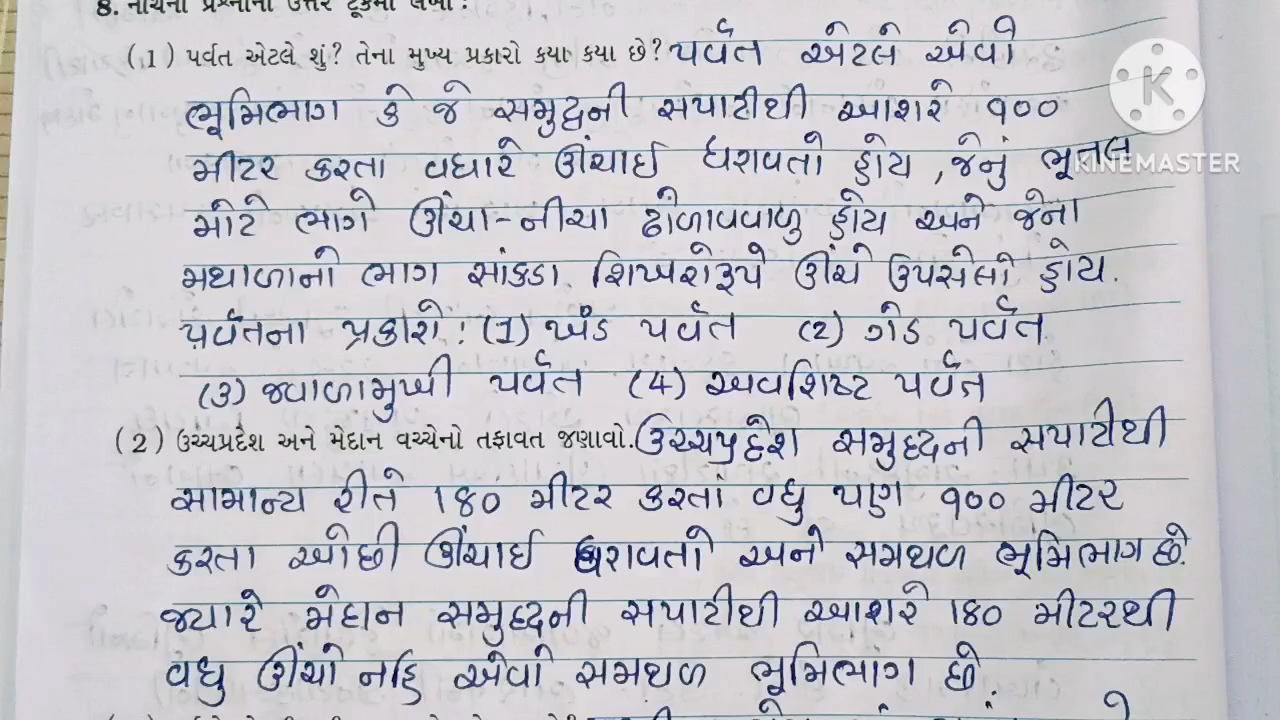 8. નીચેના પ્રશ્નોના ઉત્તર ટૂંકમાં લખો :
(1) પર્વત એટલે શું? તેના મુખ્ય પ્રકારો કયા કયા છે? પર્વત એટલે એવો
ભૂમિભાગ કે જે સમુદ્રની સપાટીથી આશરે ૧૦૦
મીટર કરતા વધારે ઊંચાઈ ધરાવતો હોય, જેનું ભૂતલ
મોટે ભાગે ઊંચા-નીચા ઢોળાવવાળુ હોય અને જેના
મથાળાનો ભાગ સાંકડા શિખરોરૂપે ઊંચે ઉપસેલો હોય.
પર્વતના પ્રકારો: (1) ખંડ પર્વત (2) ગેડ પર્વત
(3) જ્વાળામુખી પર્વત (4) અવશિષ્ટ પર્વત
(2) ઉચ્ચપ્રદેશ અને મેદાન વચ્ચેનો તફાવત જણાવો. ઉચ્ચપ્રદેશ સમુદ્રની સપાટીથી
સામાન્ય રીતે 180 મીટર કરતાં વધુ પણ ૧૦૦ મીટર
કરતા ઓછી ઊંચાઈ ધરાવતો અને સમથળ ભૂમિભાગ છે.
જ્યારે મેદાન સમુદ્રની સપાટીથી આશરે 180 મીટરથી
વધુ ઊંચો નહિ એવો સમથળ ભૂમિભાગ છે
KINEMASTER